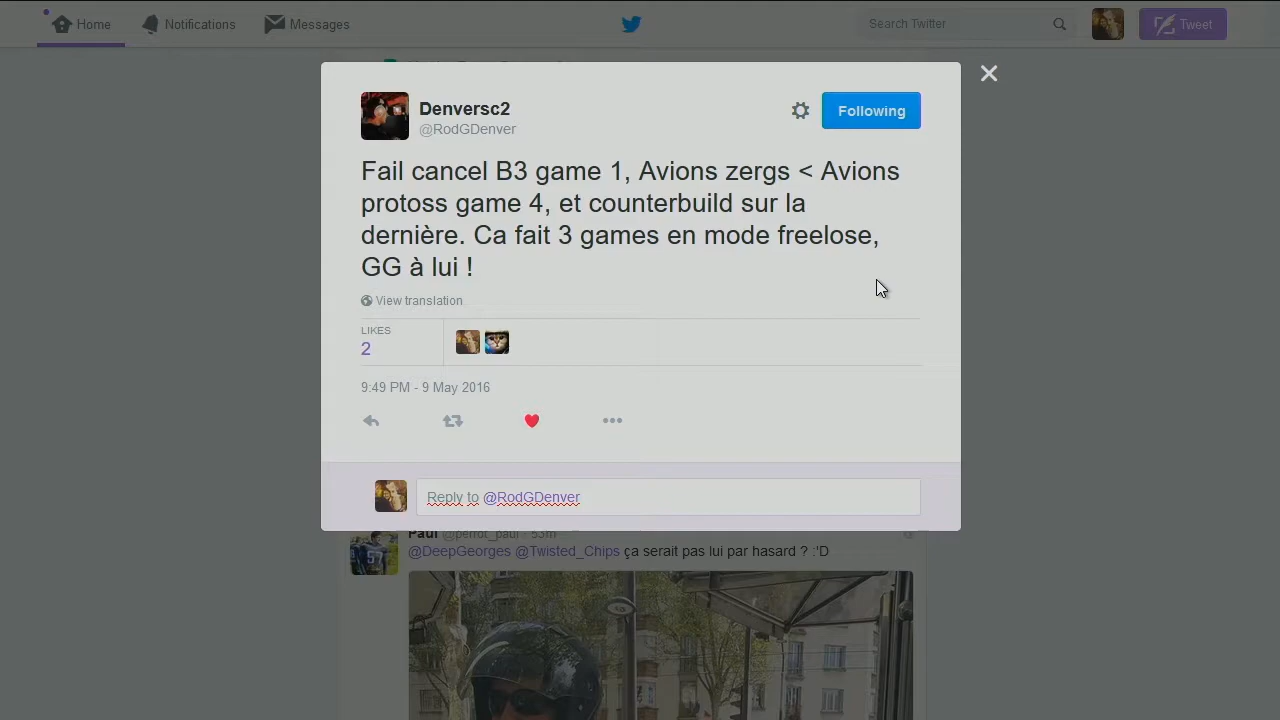 Home
Notifications
Messages
Search Twitter
Tweet
Denversc2
@RodGDenver
Following
Fail cancel B3 game 1, Avions zergs < Avions
protoss game 4, et counterbuild sur la
dernière. Ca fait 3 games en mode freelose,
GG à lui !
View translation
LIKES
2
9:49 PM - 9 May 2016
Reply to @RodGDenver
Paul @perrot_paul · 53m
@DeepGeorges @Twisted_Chips ça serait pas lui par hasard ? :'D